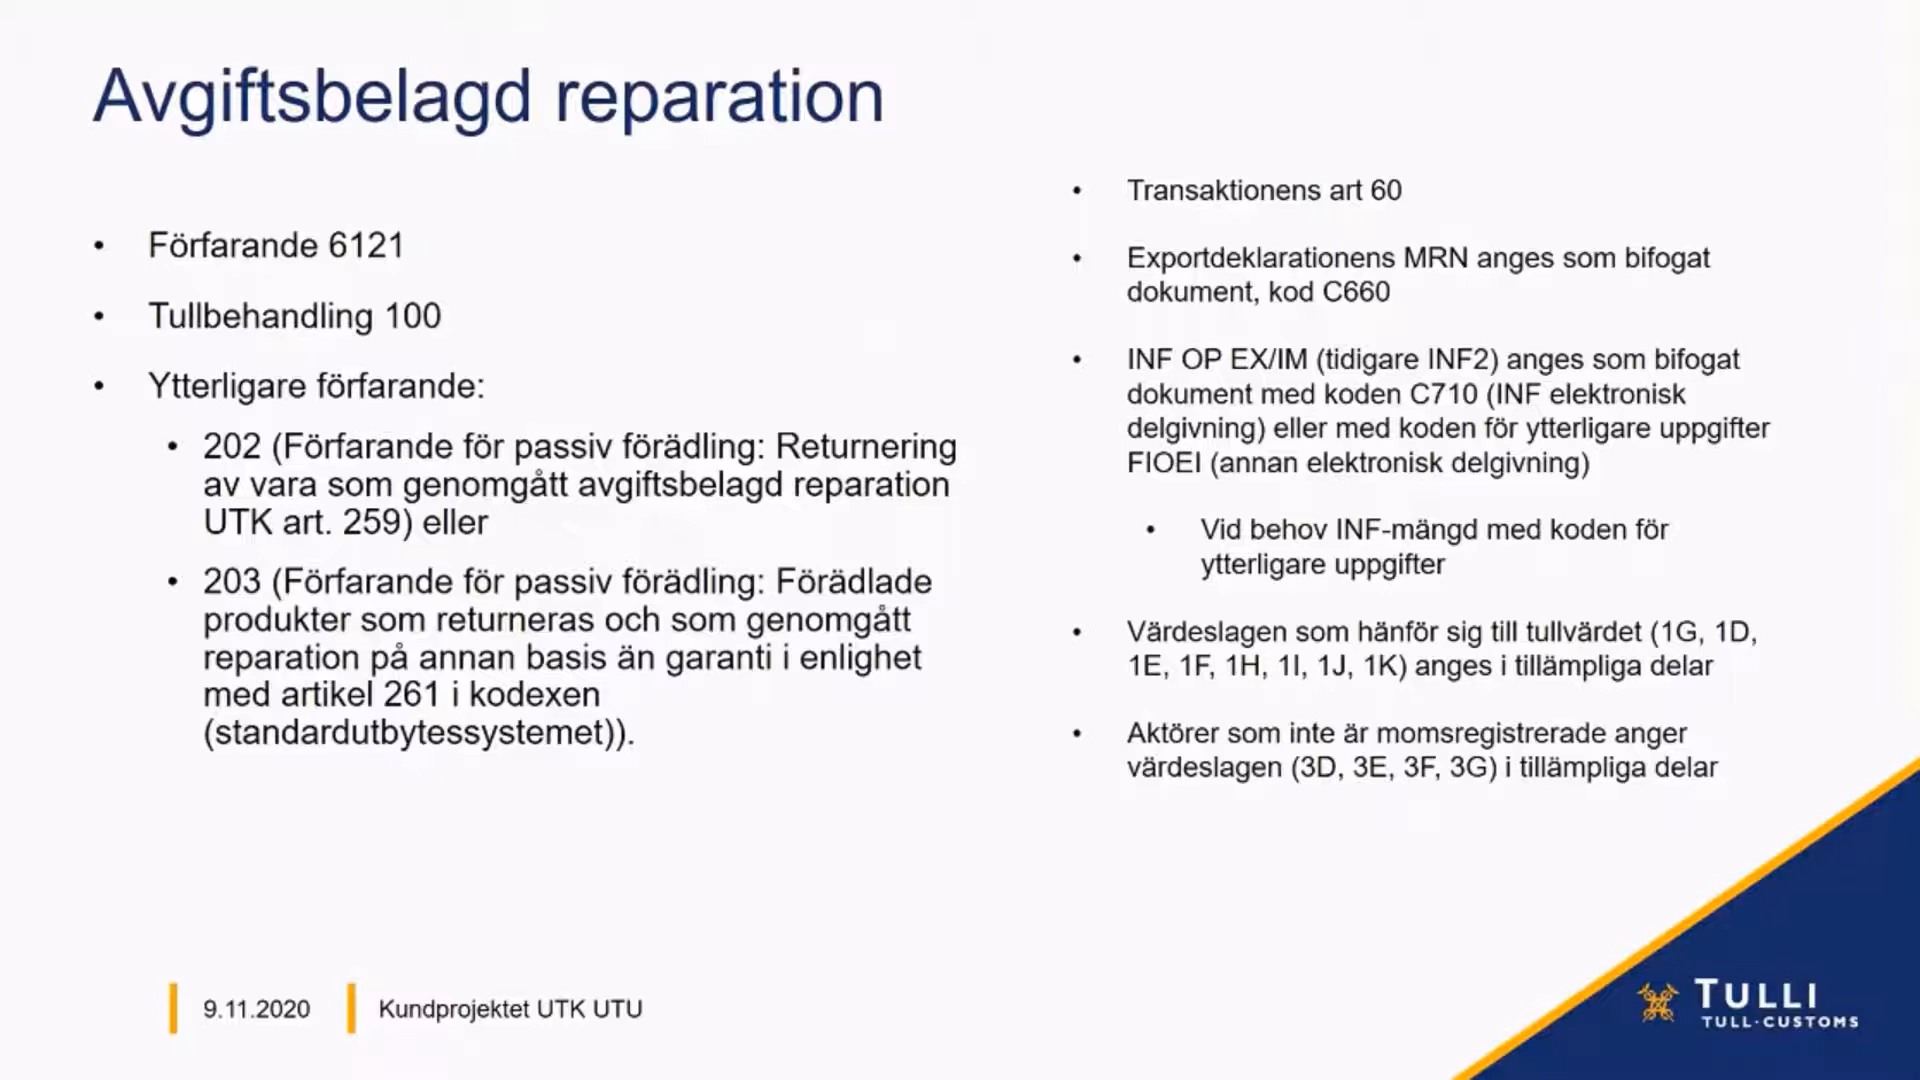 Avgiftsbelagd reparation
• Förfarande 6121
• Tullbehandling 100
• Ytterligare förfarande:
• 202 (Förfarande för passiv förädling: Returnering
av vara som genomgått avgiftsbelagd reparation
UTK art. 259) eller
• 203 (Förfarande för passiv förädling: Förädlade
produkter som returneras och som genomgått
reparation på annan basis än garanti i enlighet
med artikel 261 i kodexen
(standardutbytessystemet)).
• Transaktionens art 60
• Exportdeklarationens MRN anges som bifogat
dokument, kod C660
• INF OP EX/IM (tidigare INF2) anges som bifogat
dokument med koden C710 (INF elektronisk
delgivning) eller med koden för ytterligare uppgifter
FIOEI (annan elektronisk delgivning)
• Vid behov INF-mängd med koden för
ytterligare uppgifter
• Värdeslagen som hänför sig till tullvärdet (1G, 1D,
1E, 1F, 1H, 1I, 1J, 1K) anges i tillämpliga delar
• Aktörer som inte är momsregistrerade anger
värdeslagen (3D, 3E, 3F, 3G) i tillämpliga delar
9.11.2020
Kundprojektet UTK UTU
TULLI
TULL·CUSTOMS